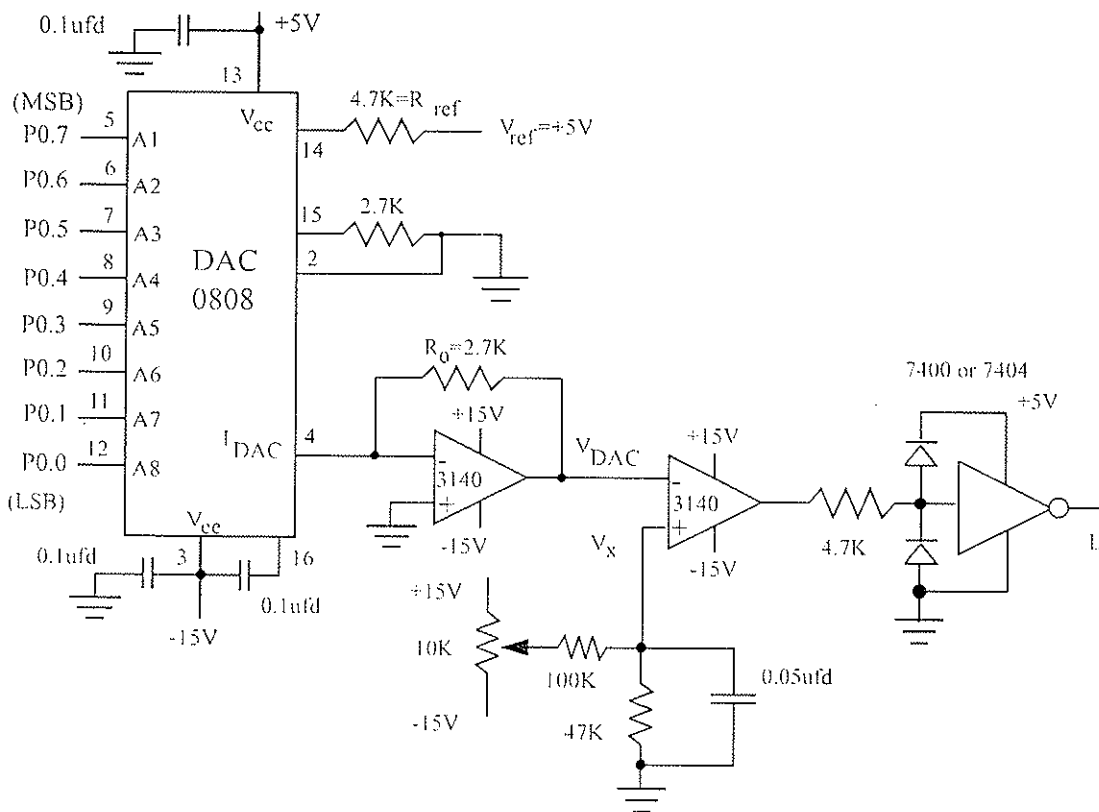 0.1ufd
+5V
13
(MSB)
4.7K=R ref
Vref=+5V
P0.7 5 A1
Vcc
14
P0.6 6 A2
P0.5 7 A3
15 2.7K
P0.4 8 A4
DAC
0808
2
P0.3 9 A5
P0.2 10 A6
P0.1 11 A7
P0.0 12 A8
(LSB)
IDAC
4
Ro=2.7K
+15V
-
3140
+
-15V
VDAC
+15V
-
3140
+
-15V
Vx
4.7K
7400 or 7404
+5V
Vee
3
16
0.1ufd
0.1ufd
-15V
+15V
10K
-15V
100K
47K
0.05ufd